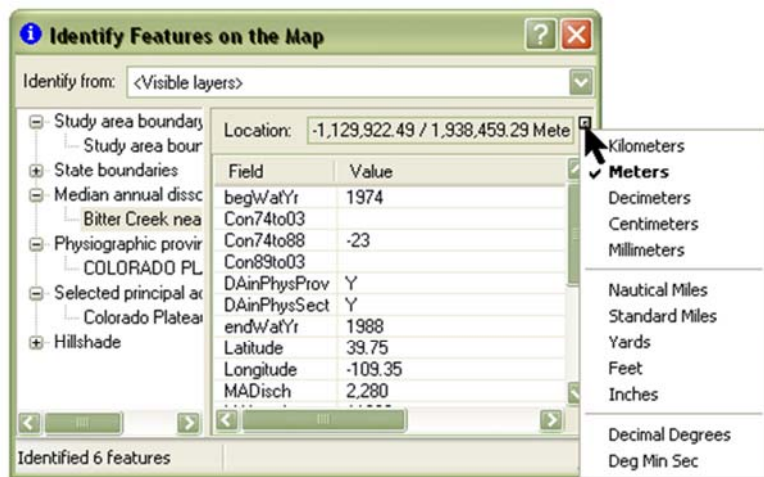 Identify Features on the Map
Identify from: <Visible layers>
Study area boundary
Study area bour
State boundaries
Median annual disso
Bitter Creek nea
Physiographic provin
COLORADO PL
Selected principal ac
Colorado Plateau
Hillshade
Location: -1,129,922.49 / 1,938,459.29 Mete
Field Value
begWatYr 1974
Con74to03
Con74to88 -23
Con89to03
DAinPhysProv Y
DAinPhysSect Y
endWatYr 1988
Latitude 39.75
Longitude -109.35
MADisch 2,280
Identified 6 features
Kilometers
Meters
Decimeters
Centimeters
Millimeters
Nautical Miles
Standard Miles
Yards
Feet
Inches
Decimal Degrees
Deg Min Sec